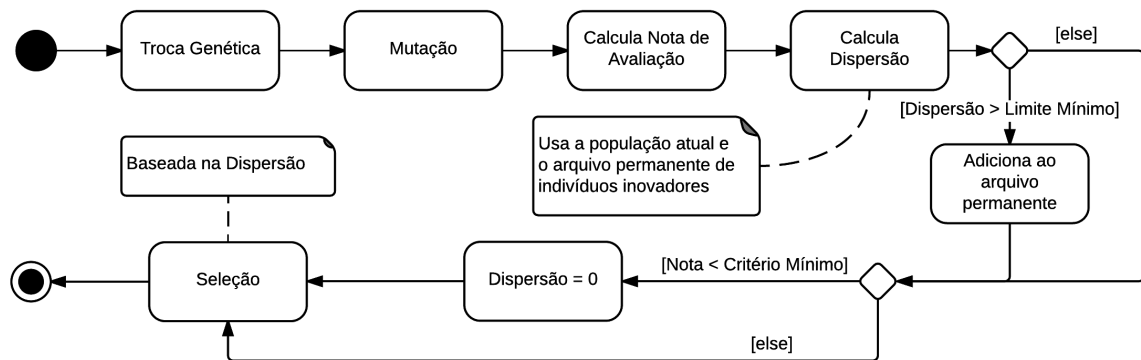 Troca Genética
Mutação
Calcula Nota de
Avaliação
Calcula
Dispersão
[else]
[Dispersão > Limite Mínimo]
Usa a população atual e
o arquivo permanente de
indivíduos inovadores
Baseada na Dispersão
Adiciona ao
arquivo
permanente
[Nota < Critério Mínimo]
Dispersão = 0
Seleção
[else]